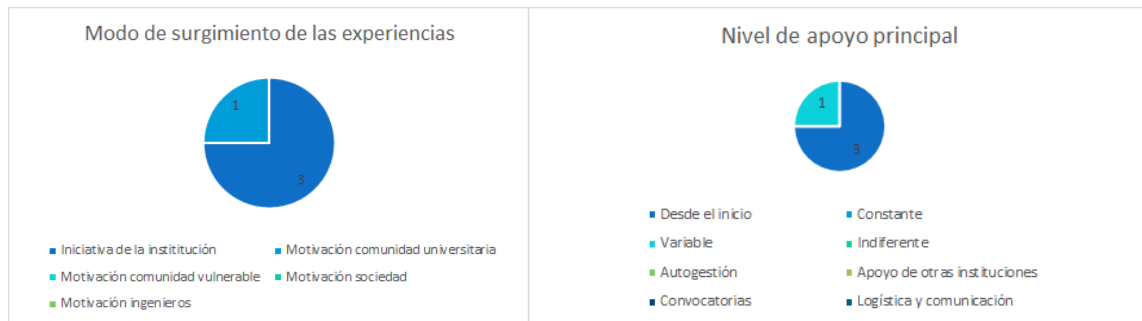 Modo de surgimiento de las experiencias
1
3
Iniciativa de la instititución
Motivación comunidad universitaria
Motivación comunidad vulnerable
Motivación sociedad
Motivación ingenieros
Nivel de apoyo principal
1
3
Desde el inicio
Constante
Variable
Indiferente
Autogestión
Apoyo de otras instituciones
Convocatorias
Logística y comunicación